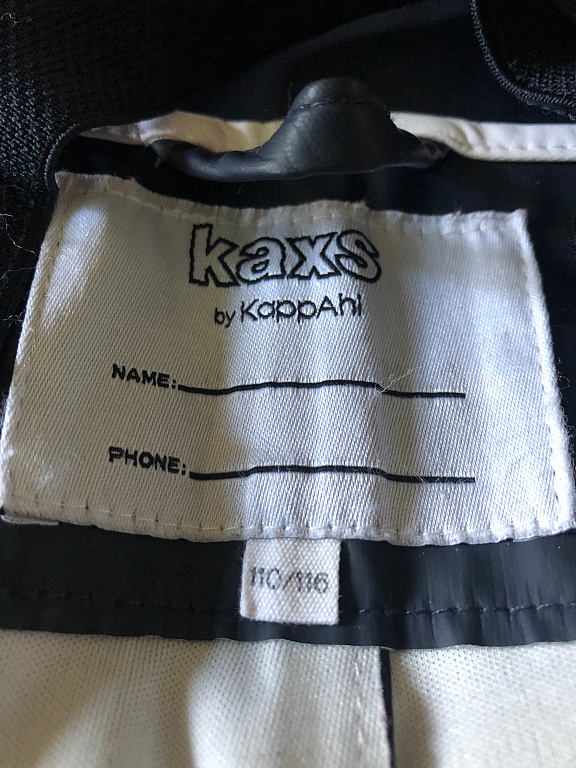 kaxs
by KappAhl
NAME:
PHONE:
110/116